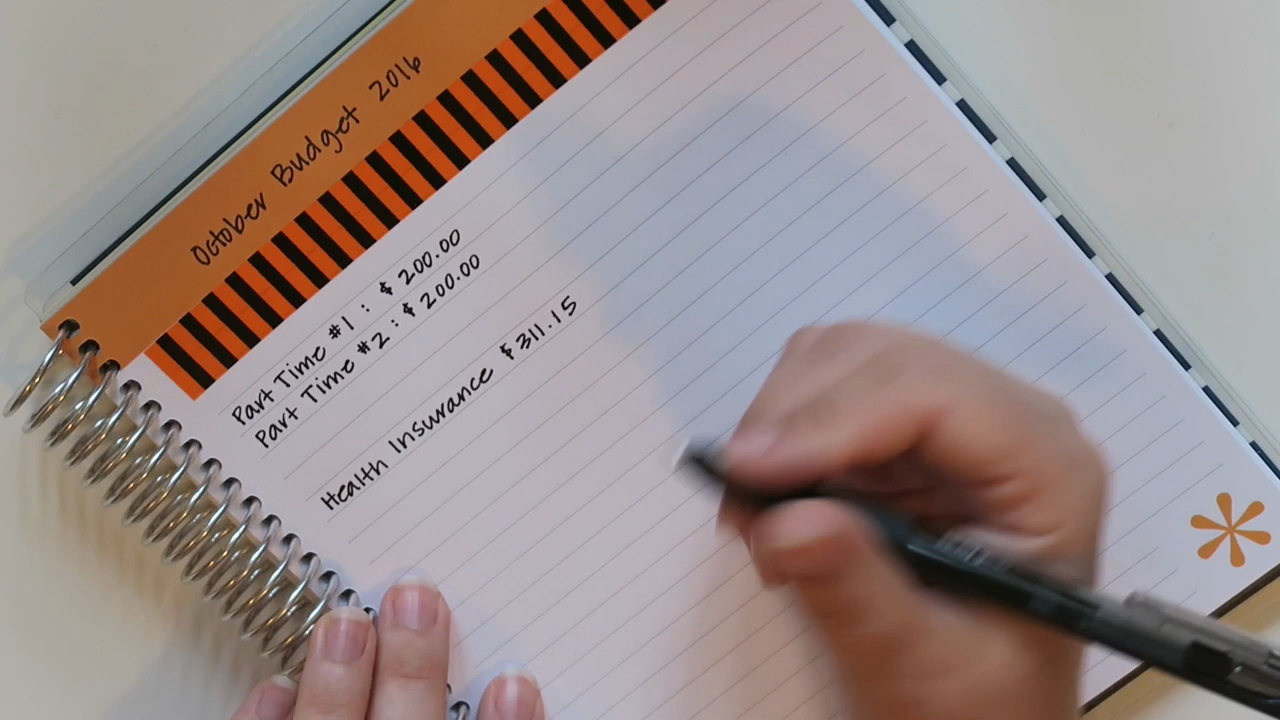 October Budget 2016
Part Time #1 : $ 200.00
Part Time #2 : $ 200.00
Health Insurance $311.15